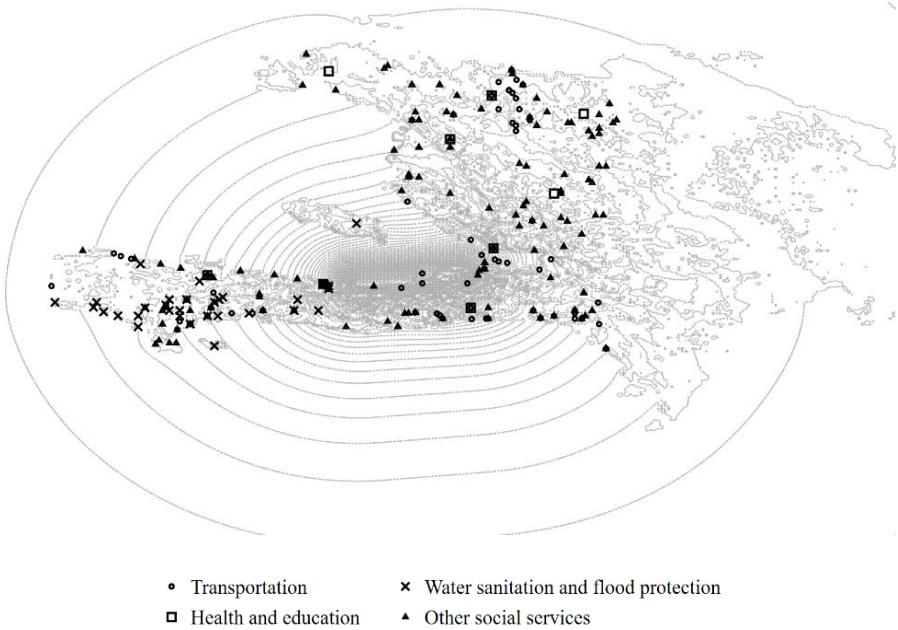 Transportation
Water sanitation and flood protection
Health and education
Other social services